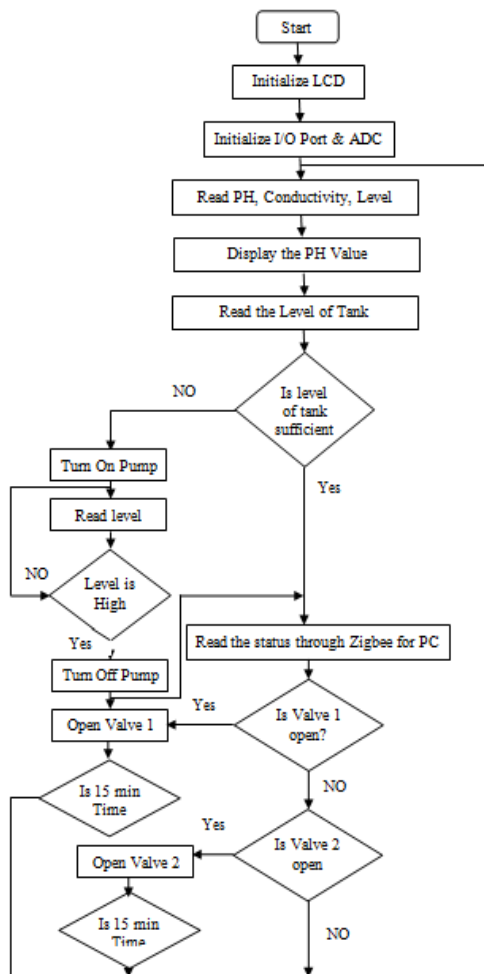 Start
Initialize LCD
Initialize I/O Port & ADC
Read PH, Conductivity, Level
Display the PH Value
Read the Level of Tank
Is level
of tank
sufficient
NO
Yes
Turn On Pump
Read level
Level is
High
NO
Yes
Turn Off Pump
Read the status through Zigbee for PC
Is Valve 1
open?
Yes
Open Valve 1
NO
Is 15 min
Time
Is Valve 2
open
Yes
Open Valve 2
NO
Is 15 min
Time